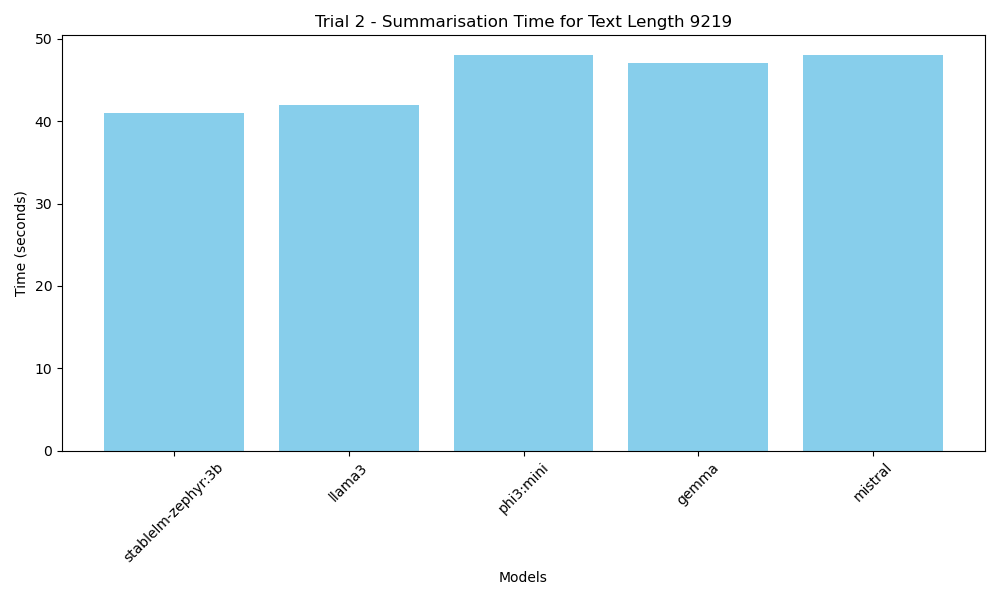 Trial 2 - Summarisation Time for Text Length 9219
Time (seconds)
50
40
30
20
10
0
stablelm-zephyr:3b
llama3
phi3:mini
gemma
mistral
Models